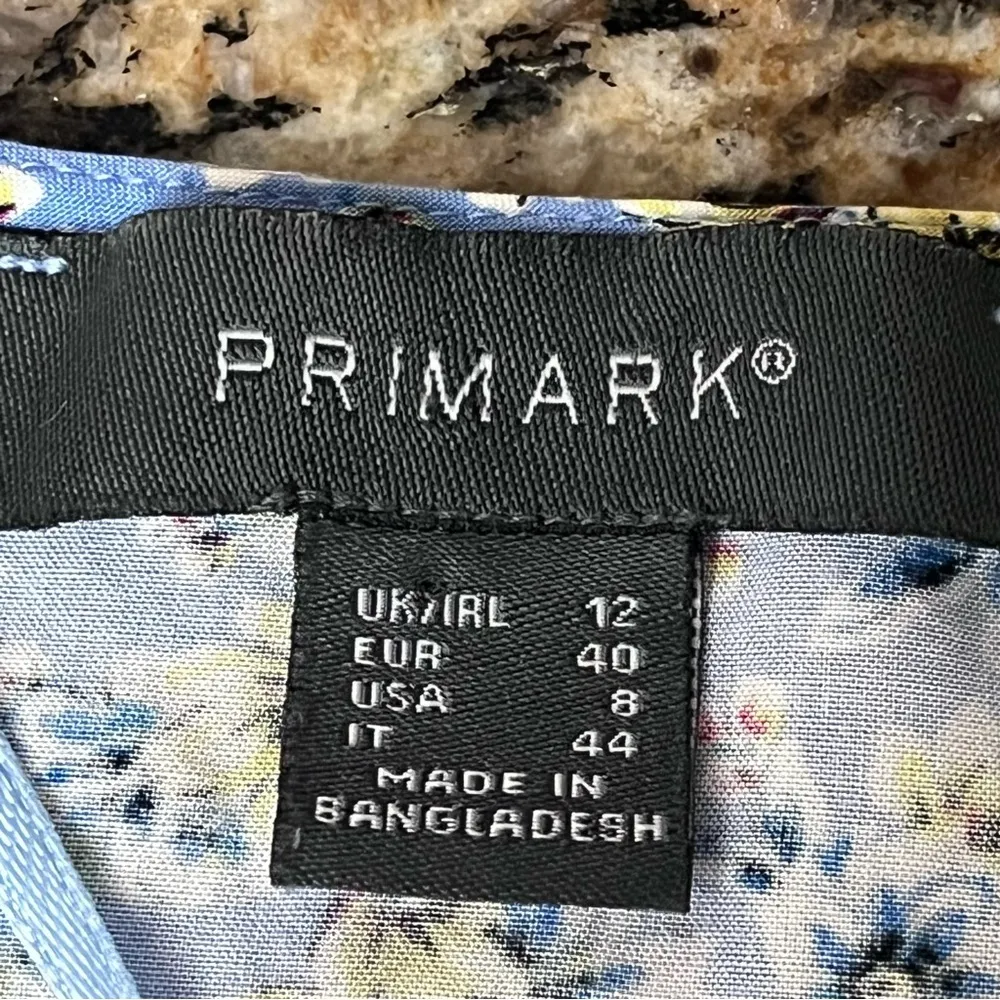 PRIMARK®
UK/IRL 12
EUR 40
USA 8
IT 44
MADE IN
BANGLADESH